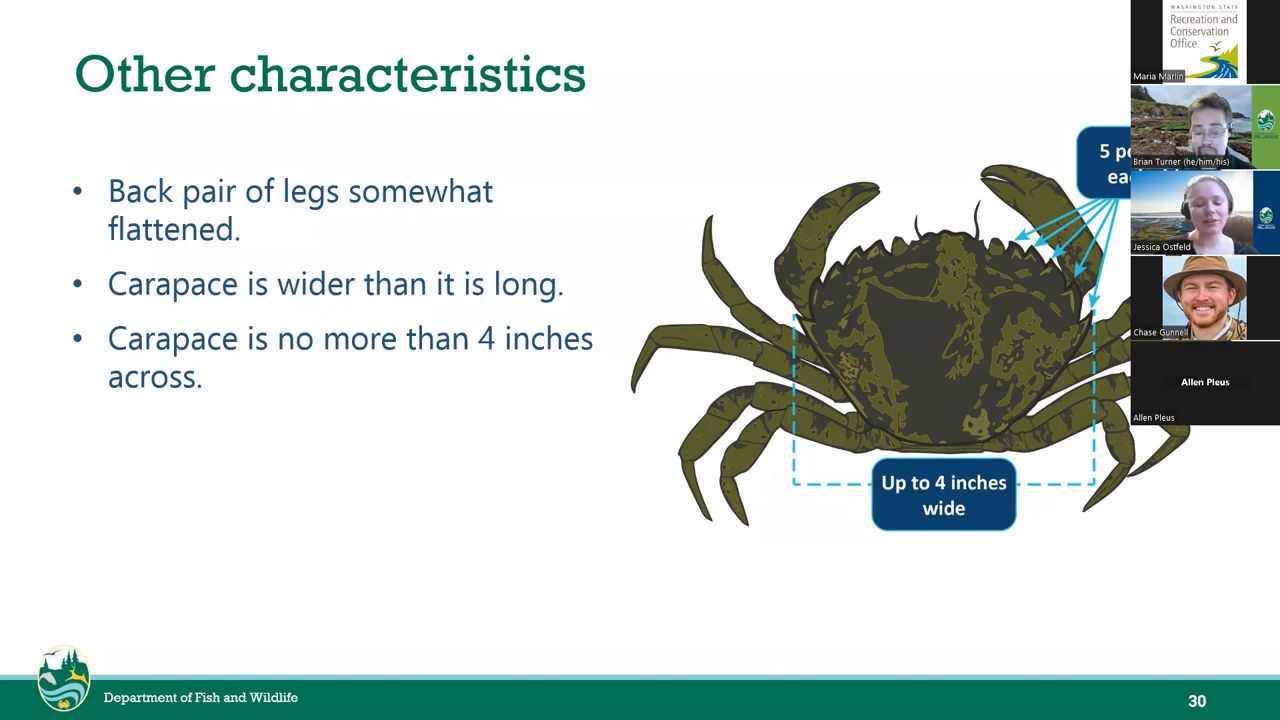 Other characteristics
• Back pair of legs somewhat
flattened.
• Carapace is wider than it is long.
• Carapace is no more than 4 inches
across.
5
Up to 4 inches
wide
WASHINGTON STATE
Recreation and
Conservation
Office
Maria Marlin
Brian Turner (he/him/his)
Jessica Ostfeld
Chase Gunnell
Allen Pleus
Allen Pleus
Department of Fish and Wildlife
30